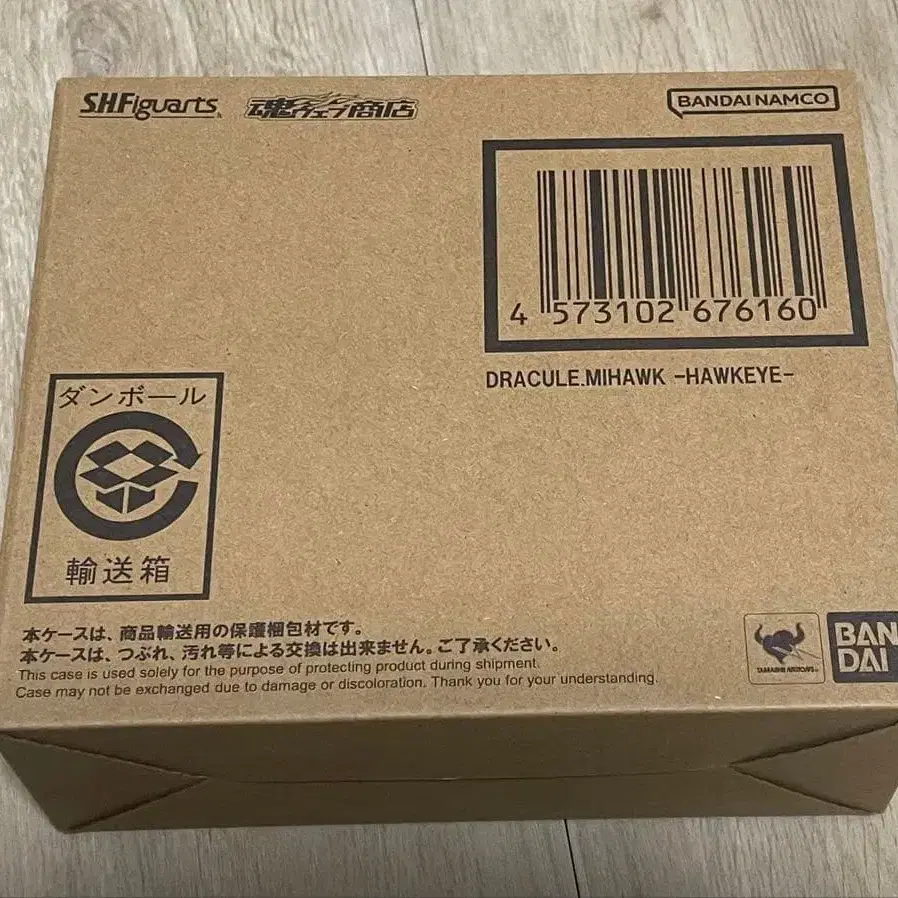 S.H.Figuarts
魂ウェブ商店
BANDAI NAMCO
4 573102 676160
DRACULE.MIHAWK -HAWKEYE-
ダンボール
輸送箱
本ケースは、商品輸送用の保護梱包材です。
本ケースは、つぶれ、汚れ等による交換は出来ません。ご了承ください。
This case is used solely for the purpose of protecting product during shipment.
Case may not be exchanged due to damage or discoloration. Thank you for your understanding.
TAMASHII NATIONS
BAN
DAI